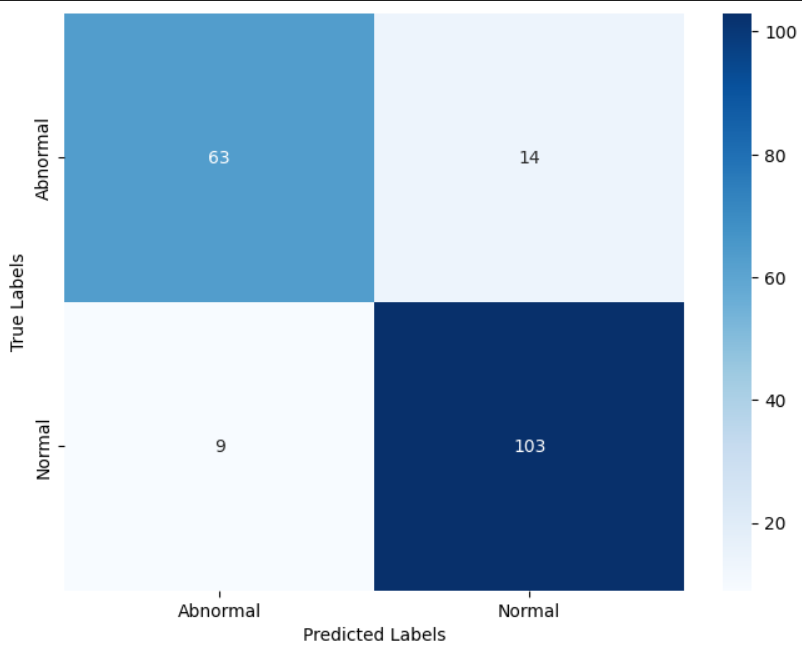 100
Abnormal
63
14
80
60
True Labels
40
Normal
9
103
20
Abnormal
Normal
Predicted Labels